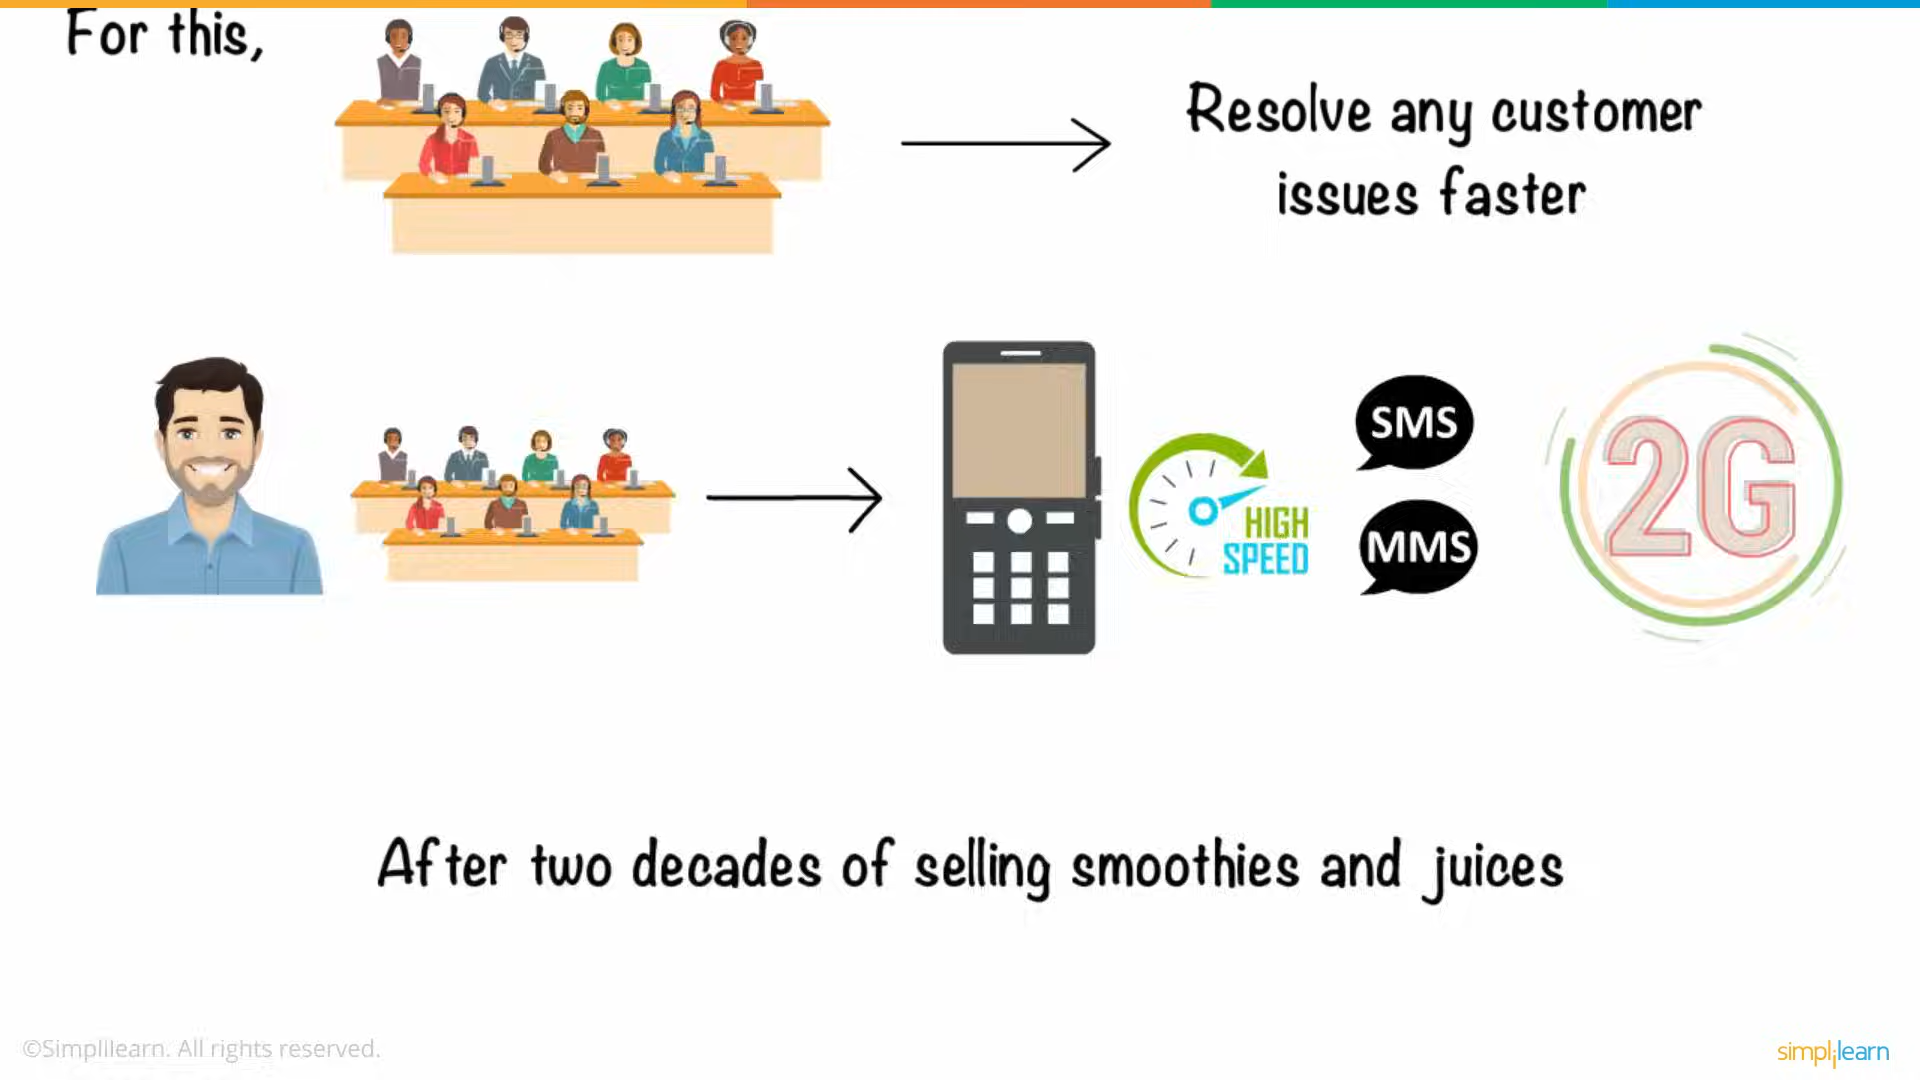 For this,
Resolve any customer
issues faster
SMS
HIGH
SPEED
MMS
2G
After two decades of selling smoothies and juices
©Simplilearn. All rights reserved.
simplilearn